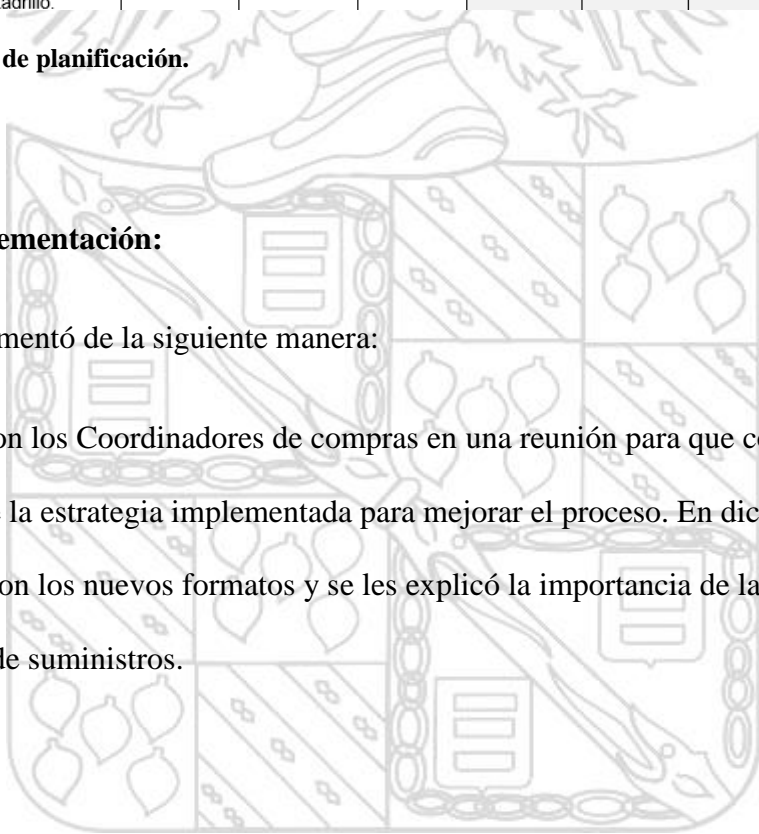 adrillo.
de planificación.
ementación:
mentó de la siguiente manera:
on los Coordinadores de compras en una reunión para que co
e la estrategia implementada para mejorar el proceso. En dic
on los nuevos formatos y se les explicó la importancia de la
de suministros.